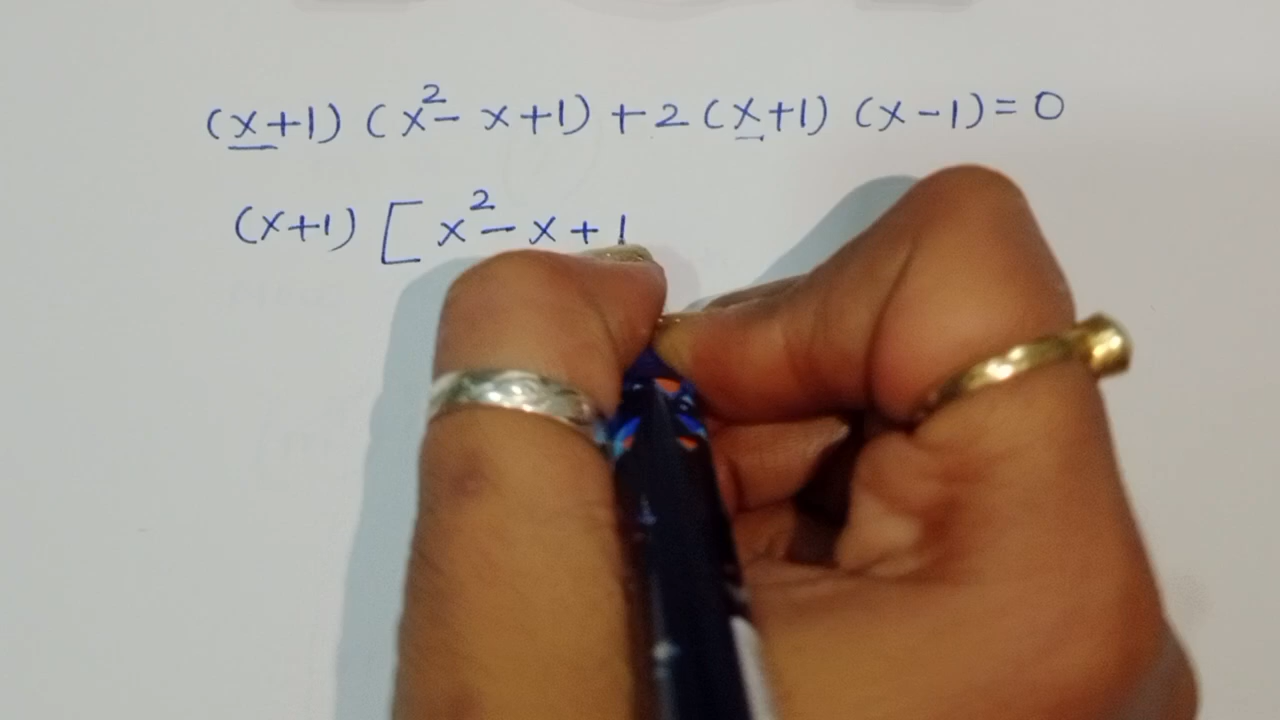 (x+1) (x² - x+1) + 2 (x+1) (x-1) = 0
(x+1) [ x² - x + 1